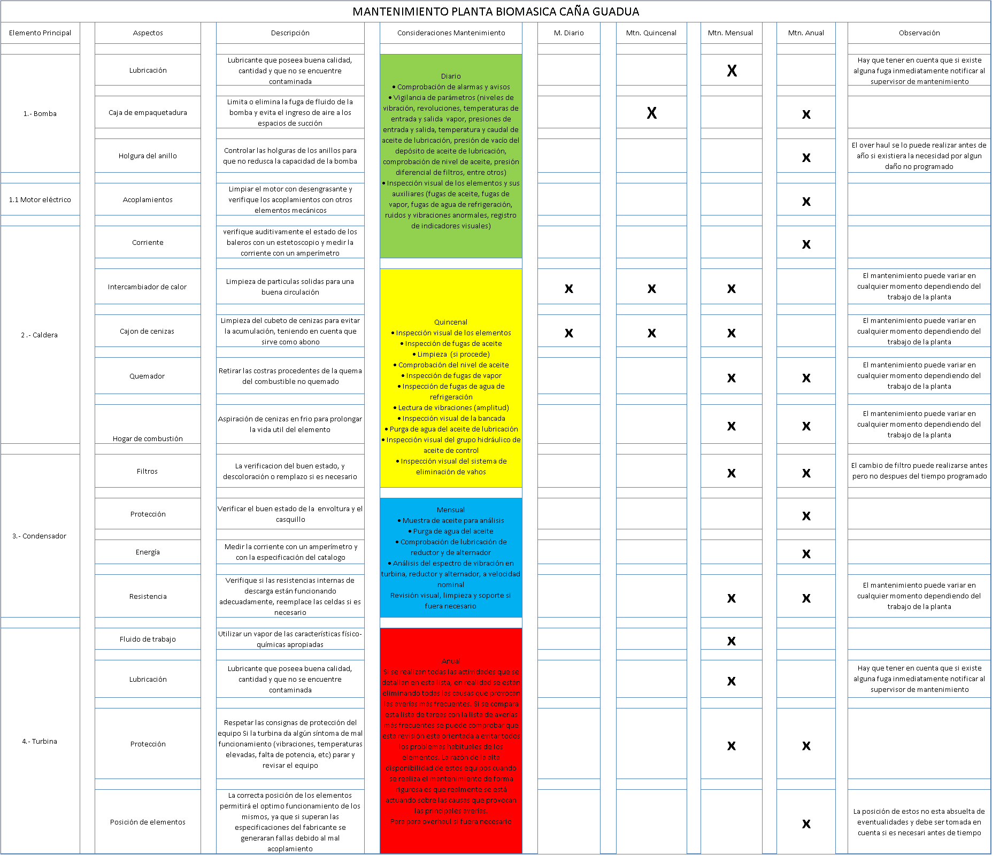 MANTENIMIENTO PLANTA BIOMASICA CAÑA GUADUA
Elemento Principal
Aspectos
Descripción
Consideraciones Mantenimiento
M. Diario
Mtn. Quincenal
Mtn. Mensual
Mtn. Anual
Observación
1.- Bomba
Lubricación
Lubricante que poseea buena calidad,
cantidad y que no se encuentre
contaminada
X
Hay que tener en cuenta que si existe
alguna fuga inmediatamente notificar al
supervisor de mantenimiento
Caja de empaquetadura
Limita o elimina la fuga de fluido de la
bomba y evita el ingreso de aire a los
espacios de succión
X
x
Holgura del anillo
Controlar las holguras de los anillos para
que no redusca la capacidad de la bomba
x
El over haul se lo puede realizar antes de
año si existiera la necesidad por algun
daño no programado
1.1 Motor eléctrico
Acoplamientos
Limpiar el motor con desengrasante y
verifique los acoplamientos con otros
elementos mecánicos
x
Diario
• Comprobación de alarmas y avisos
• Vigilancia de parámetros (niveles de
vibración, revoluciones, temperaturas de
entrada y salida vapor, presiones de
entrada y salida, temperatura y caudal de
aceite de lubricación, presión de vacío del
depósito de aceite de lubricación,
comprobación de nivel de aceite, presión
diferencial de filtros, entre otros)
• Inspección visual de los elementos y sus
auxiliares (fugas de aceite, fugas de
vapor, fugas de agua de refrigeración,
ruidos y vibraciones anormales, registro
de indicadores visuales)
2 .- Caldera
Corriente
verifique auditivamente el estado de los
baleros con un estetoscopio y medir la
corriente con un amperímetro
x
Intercambiador de calor
Limpieza de particulas solidas para una
buena circulación
x
x
x
El mantenimiento puede variar en
cualquier momento dependiendo del
trabajo de la planta
Cajon de cenizas
Limpieza del cubeto de cenizas para evitar
la acumulación, teniendo en cuenta que
sirve como abono
x
x
x
El mantenimiento puede variar en
cualquier momento dependiendo del
trabajo de la planta
Quemador
Retirar las costras procedentes de la quema
del combustible no quemado
x
x
El mantenimiento puede variar en
cualquier momento dependiendo del
trabajo de la planta
Hogar de combustión
Aspiración de cenizas en frio para prolongar
la vida util del elemento
x
x
El mantenimiento puede variar en
cualquier momento dependiendo del
trabajo de la planta
Quincenal
• Inspección visual de los elementos
• Inspección de fugas de aceite
• Limpieza (si procede)
• Comprobación del nivel de aceite
• Inspección de fugas de vapor
• Inspección de fugas de agua de
refrigeración
• Lectura de vibraciones (amplitud)
• Inspección visual de la bancada
• Purga de agua del aceite de lubricación
• Inspección visual del grupo hidráulico de
aceite de control
• Inspección visual del sistema de
eliminación de vahos
3.- Condensador
Filtros
La verificacion del buen estado, y
descoloración o remplazo si es necesario
x
x
El cambio de filtro puede realizarse antes
pero no despues del tiempo programado
Protección
Verificar el buen estado de la envoltura y el
casquillo
x
Energía
Medir la corriente con un amperímetro y
con la especificación del catalogo
x
Resistencia
Verifique si las resistencias internas de
descarga están funcionando
adecuadamente, reemplace las celdas si es
necesario
x
x
El mantenimiento puede variar en
cualquier momento dependiendo del
trabajo de la planta
Mensual
• Muestra de aceite para análisis
• Purga de agua del aceite
• Comprobación de lubricación de
reductor y de alternador
• Análisis del espectro de vibración en
turbina, reductor y alternador, a velocidad
nominal
Revisión visual, limpieza y soporte si
fuera necesario
4.- Turbina
Fluido de trabajo
Utilizar un vapor de las características físico-
químicas apropiadas
x
Lubricación
Lubricante que poseea buena calidad,
cantidad y que no se encuentre
contaminada
x
Hay que tener en cuenta que si existe
alguna fuga inmediatamente notificar al
supervisor de mantenimiento
Protección
Respetar las consignas de protección del
equipo Si la turbina da algún síntoma de mal
funcionamiento (vibraciones, temperaturas
elevadas, falta de potencia, etc) parar y
revisar el equipo
x
x
Posición de elementos
La correcta posición de los elementos
permitirá el optimo funcionamiento de los
mismos, ya que si superan las
especificaciones del fabricante se
generaran fallas debido al mal
acoplamiento
x
La posición de estos no esta absuelta de
eventualidades y debe ser tomada en
cuenta si es necesari antes de tiempo
Anual
Si se realizan todas las actividades que se
detallan en esta lista, en realidad se están
eliminando todas las causas que provocan
las averías más frecuentes. Si se compara
esta lista de tareas con la lista de averías
más frecuentes se puede comprobar que
esta revisión esta orientada a evitar todos
los problemas habituales de los
elementos. La razón de la alta
disponibilidad de estos equipos cuando
se realiza el mantenimiento de forma
rigurosa es que realmente se está
actuando sobre las causas que provocan
las principales averías.
Para para overhaul si fuera necesario